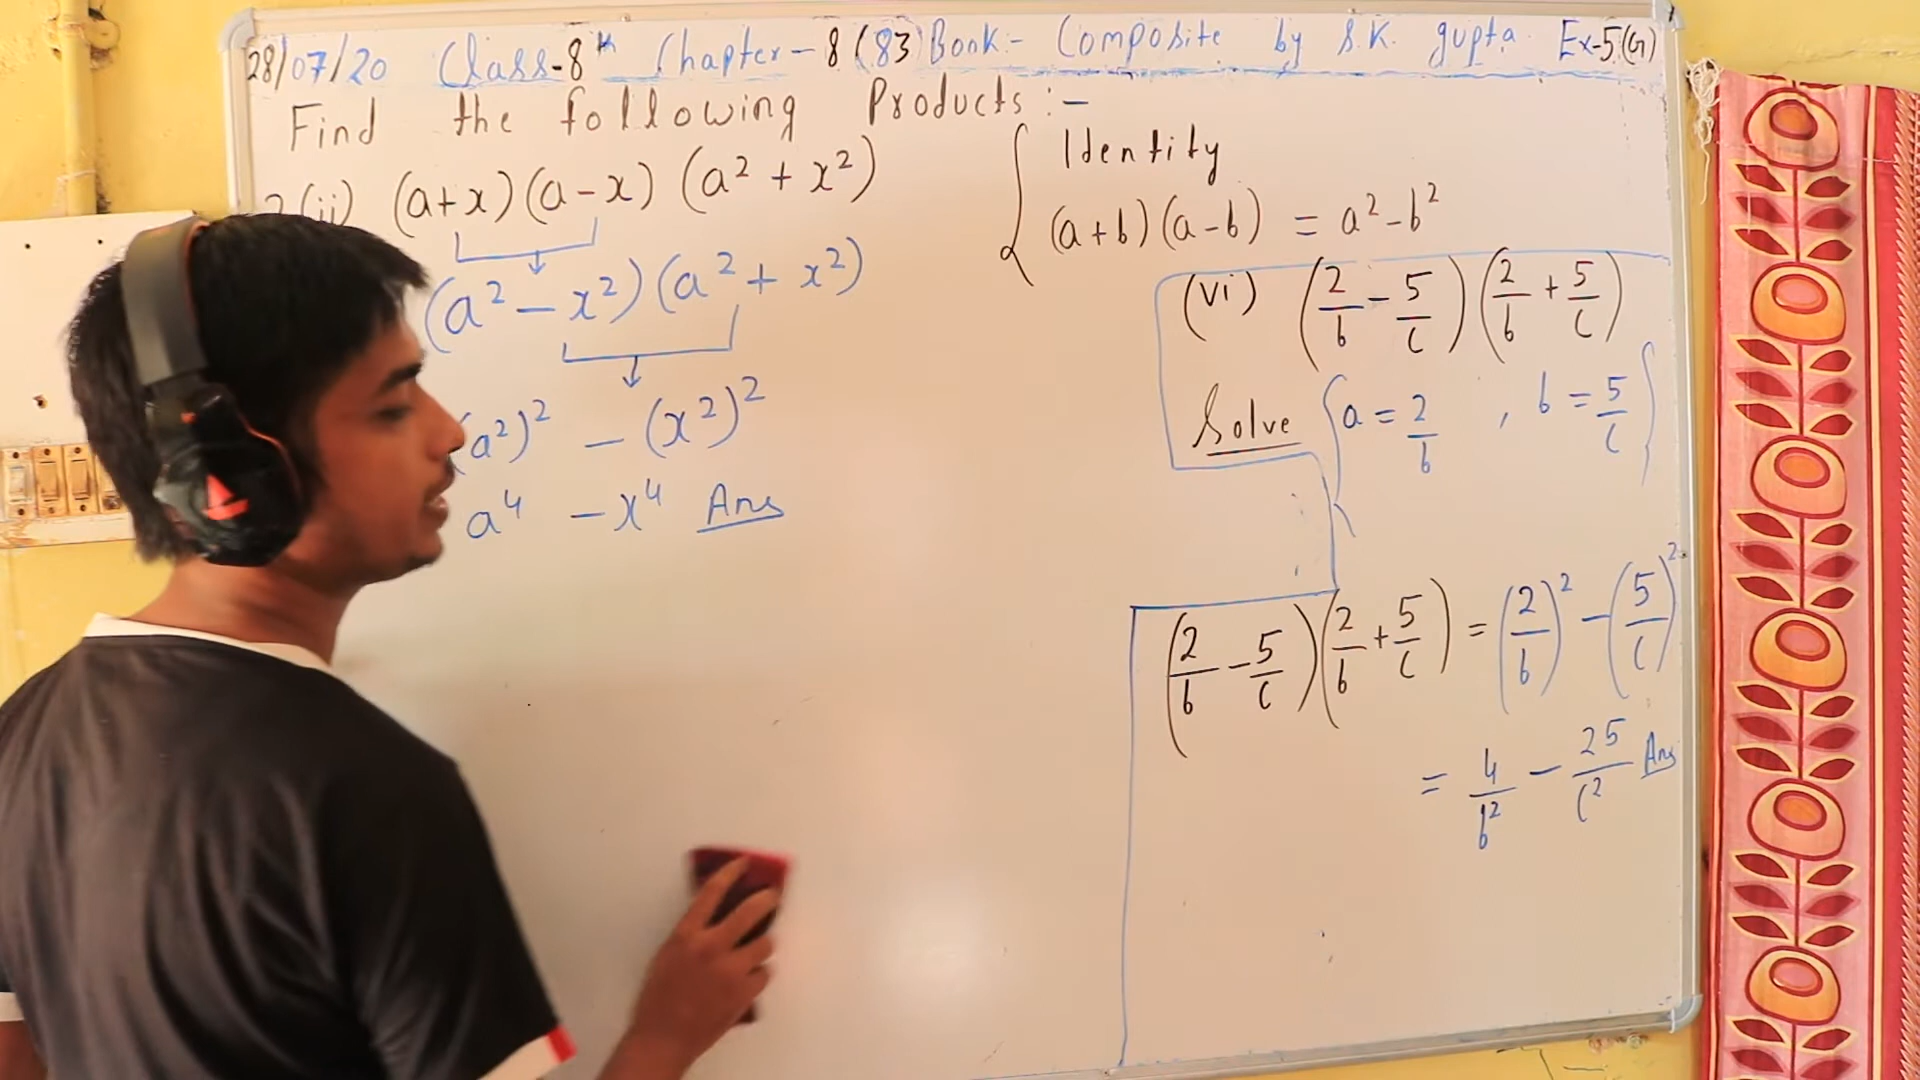 28/07/20 Class-8th Chapter-8 (83) Book- Composite by S.K. gupta Ex-5(G)
Find the following Products :-
(ii) (a+x)(a-x) (a² + x²)
(a² - x²)(a² + x²)
(a²)² - (x²)²
a⁴ - x⁴ Ans
Identity
(a+b)(a-b) = a² - b²
(vi) (2/b - 5/c)(2/b + 5/c)
Solve {a = 2/b , b = 5/c}
(2/b - 5/c)(2/b + 5/c) = (2/b)² - (5/c)²
= 4/b² - 25/c² Ans